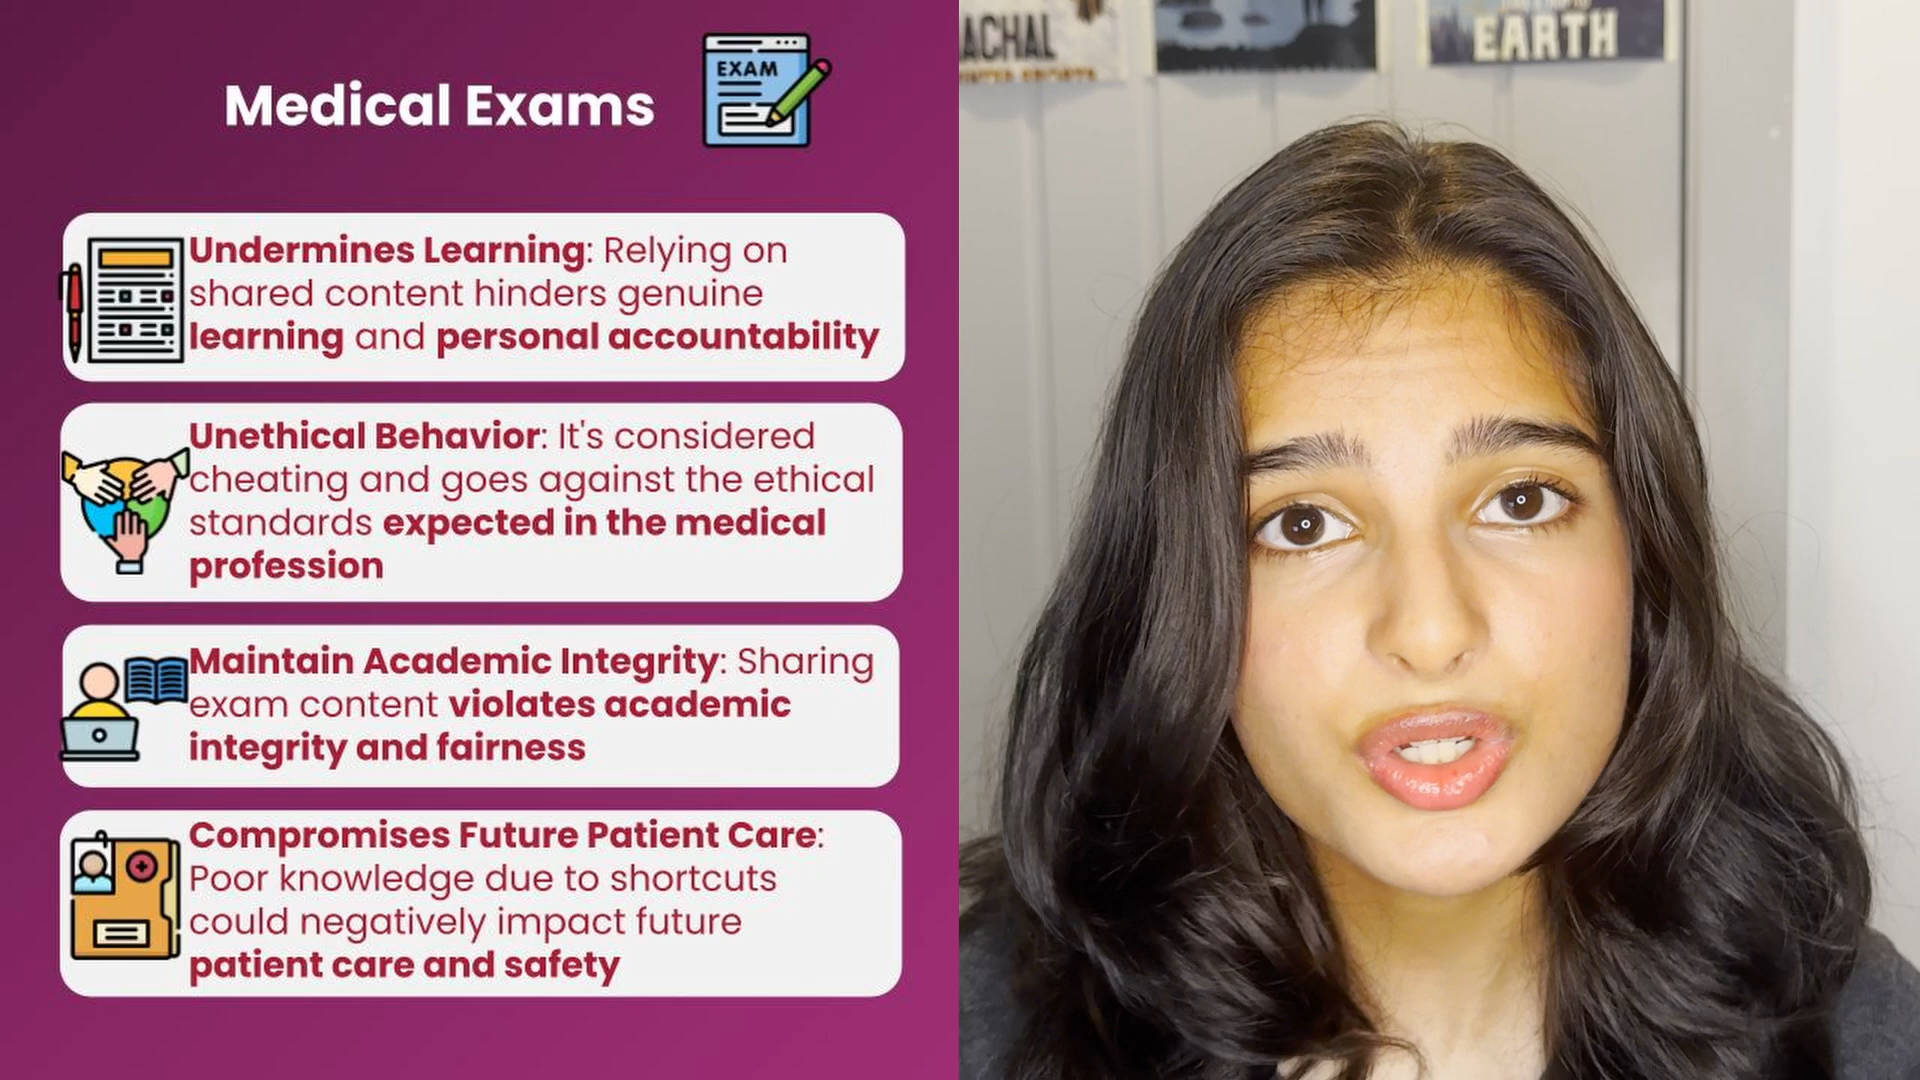 Medical Exams
EXAM
Undermines Learning: Relying on
shared content hinders genuine
learning and personal accountability
Unethical Behavior: It's considered
cheating and goes against the ethical
standards expected in the medical
profession
Maintain Academic Integrity: Sharing
exam content violates academic
integrity and fairness
Compromises Future Patient Care:
Poor knowledge due to shortcuts
could negatively impact future
patient care and safety
ACHAL
EARTH